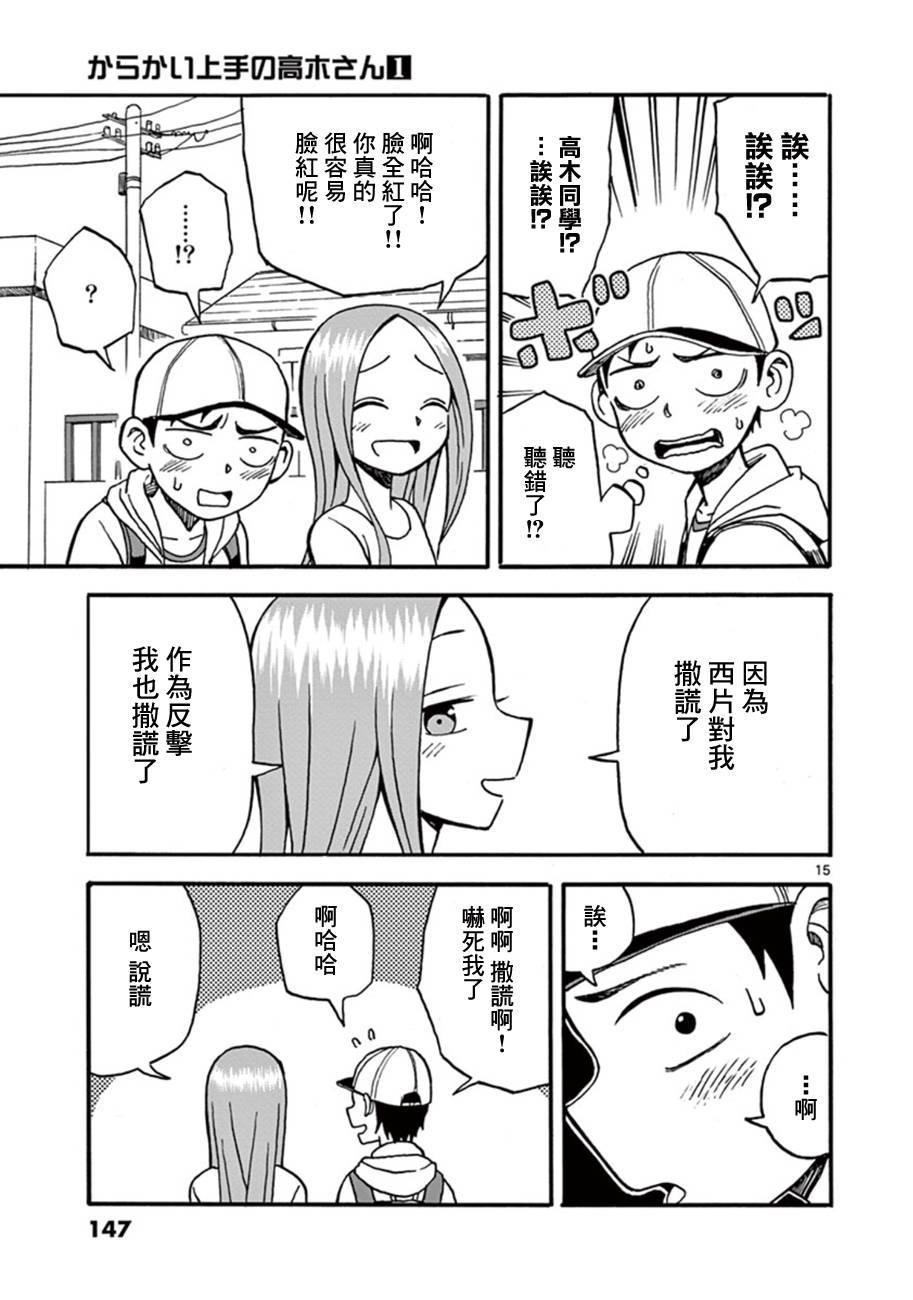 からかい上手の高木さん1
誒……
誒誒!?
高木同學!?
…誒誒!?
ボッ
聽
聽錯了!?
啊哈哈！
臉全紅了!!
你真的
很容易
臉紅呢!!
……!?
？
因為
西片對我
撒謊了
作為反擊
我也撒謊了
15
誒…
…啊
啊啊 撒謊啊！
嚇死我了
啊哈哈
嗯 說謊
147